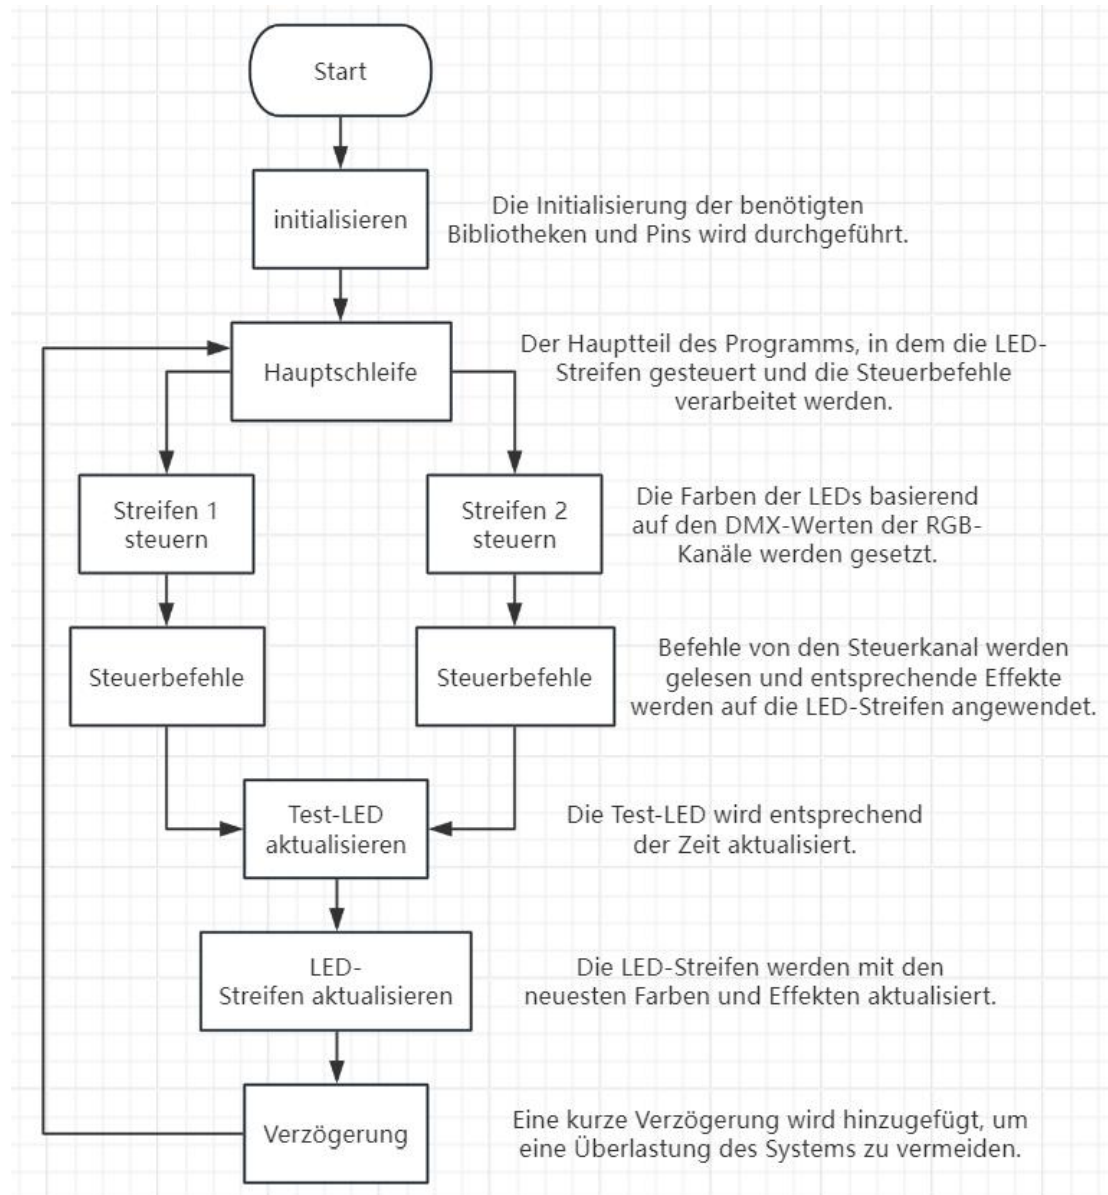 Start
initialisieren
Die Initialisierung der benötigten
Bibliotheken und Pins wird durchgeführt.
Hauptschleife
Der Hauptteil des Programms, in dem die LED-
Streifen gesteuert und die Steuerbefehle
verarbeitet werden.
Streifen 1
steuern
Streifen 2
steuern
Die Farben der LEDs basierend
auf den DMX-Werten der RGB-
Kanäle werden gesetzt.
Steuerbefehle
Steuerbefehle
Befehle von den Steuerkanal werden
gelesen und entsprechende Effekte
werden auf die LED-Streifen angewendet.
Test-LED
aktualisieren
Die Test-LED wird entsprechend
der Zeit aktualisiert.
LED-
Streifen aktualisieren
Die LED-Streifen werden mit den
neuesten Farben und Effekten aktualisiert.
Verzögerung
Eine kurze Verzögerung wird hinzugefügt, um
eine Überlastung des Systems zu vermeiden.